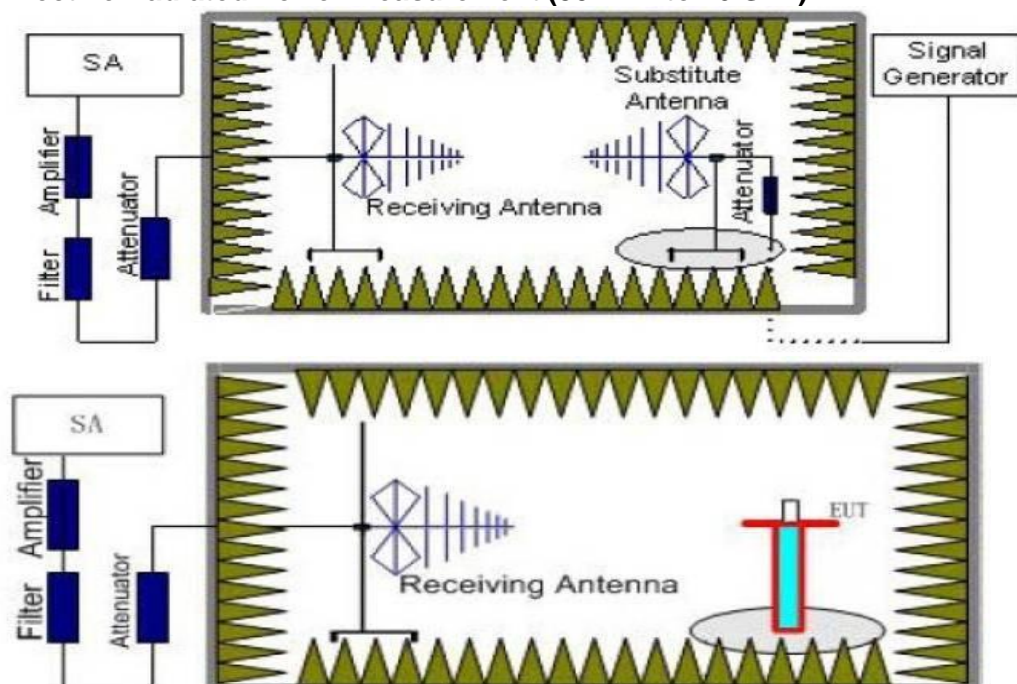 SA
Signal
Generator
Substitute
Antenna
Amplifier
Attenuator
Filter
Receiving Antenna
Attenuator
SA
Amplifier
Filter
Attenuator
Receiving Antenna
EUT